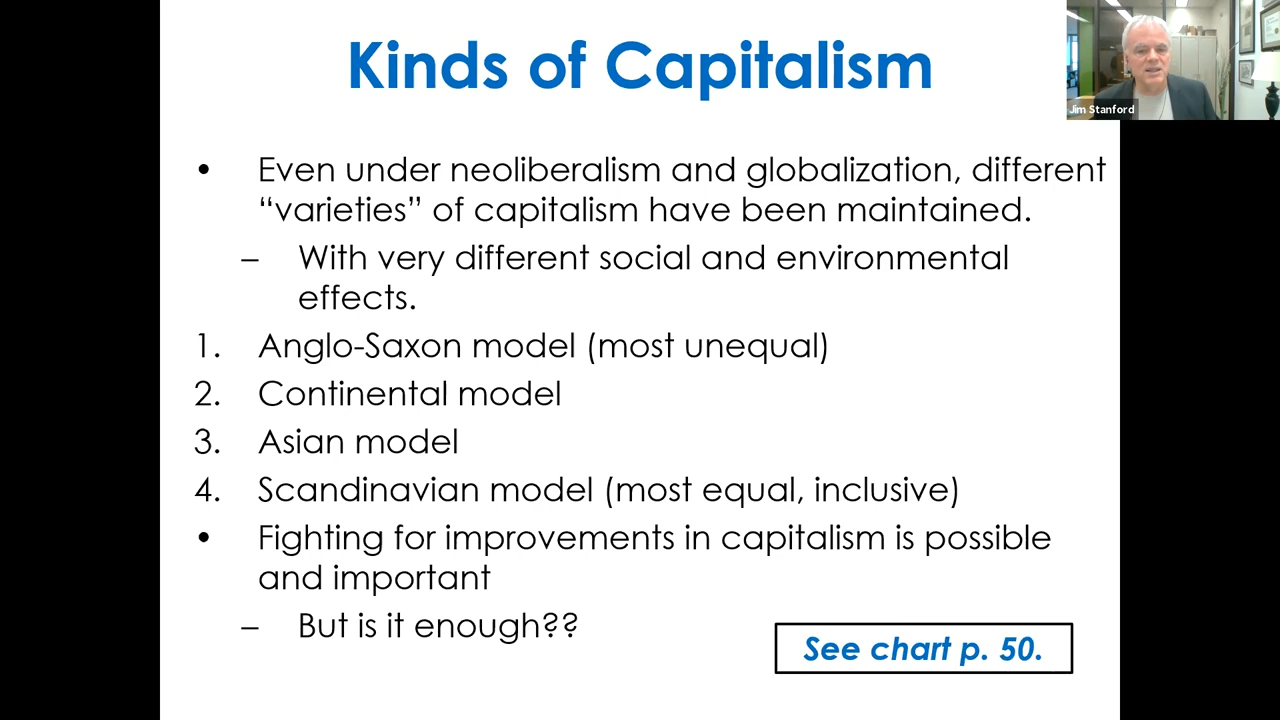 Kinds of Capitalism
Jim Stanford
• Even under neoliberalism and globalization, different
“varieties” of capitalism have been maintained.
– With very different social and environmental
effects.
1. Anglo-Saxon model (most unequal)
2. Continental model
3. Asian model
4. Scandinavian model (most equal, inclusive)
• Fighting for improvements in capitalism is possible
and important
– But is it enough??
See chart p. 50.